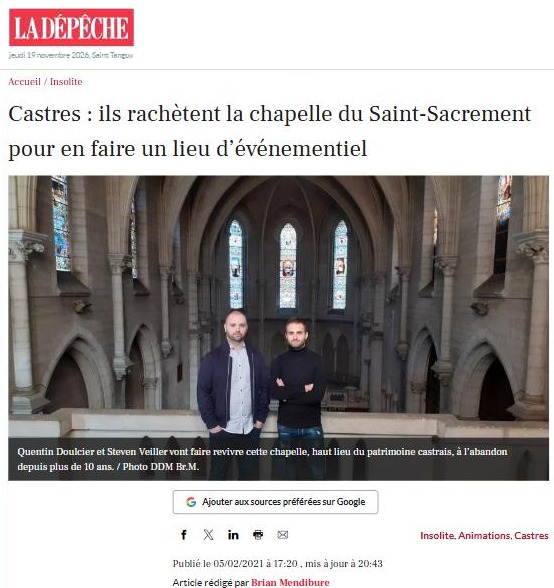 LA DÉPÊCHE
jeudi 19 novembre 2026, Saint Tanguy
Accueil / Insolite
Castres : ils rachètent la chapelle du Saint-Sacrement
pour en faire un lieu d’événementiel
Quentin Doulcier et Steven Veiller vont faire revivre cette chapelle, haut lieu du patrimoine castrais, à l'abandon
depuis plus de 10 ans. / Photo DDM Br.M.
Ajouter aux sources préférées sur Google
Insolite, Animations, Castres
Publié le 05/02/2021 à 17:20 , mis à jour à 20:43
Article rédigé par Brian Mendibure